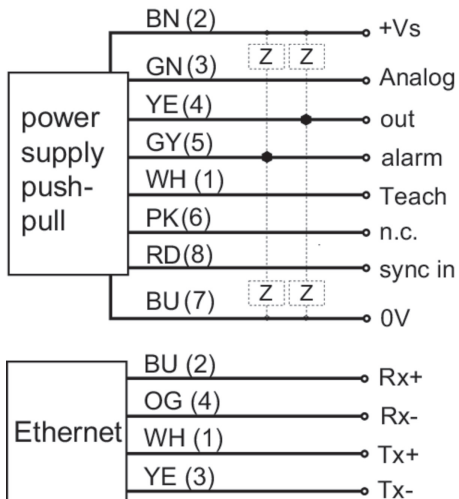 BN (2) +Vs
Z Z
GN (3) Analog
YE (4) out
GY(5) alarm
WH (1) Teach
PK(6) n.c.
RD(8) sync in
power
supply
push-
pull
Z Z
BU (7) 0V
BU (2) Rx+
OG (4) Rx-
Ethernet
WH (1) Tx+
YE (3) Tx-